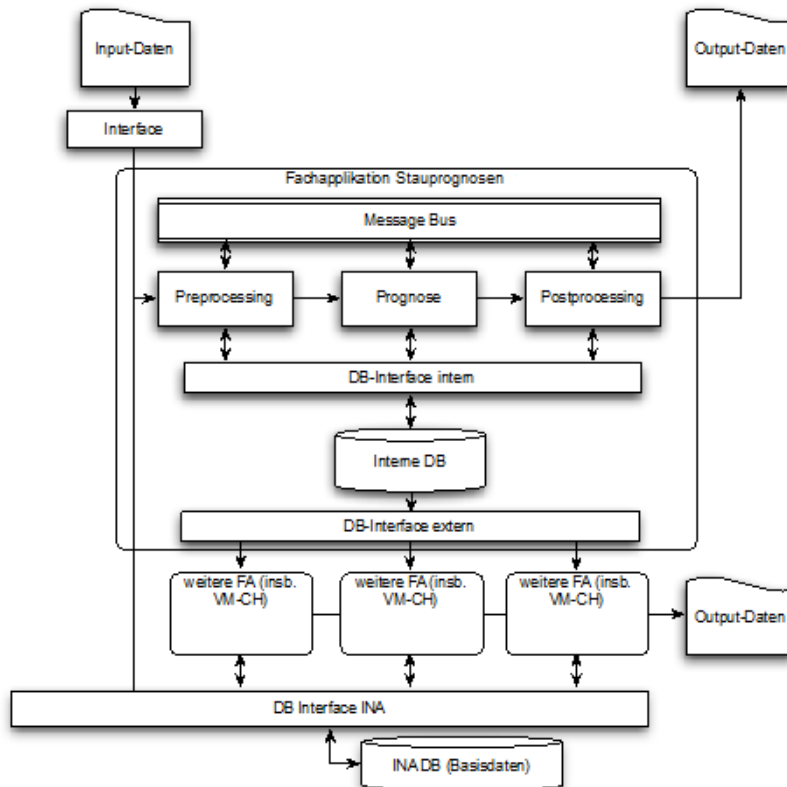 Input-Daten
Output-Daten
Interface
Fachapplikation Stauprognosen
Message Bus
Preprocessing
Prognose
Postprocessing
DB-Interface intern
Interne DB
DB-Interface extern
weitere FA (insb.
VM-CH)
weitere FA (insb.
VM-CH)
weitere FA (insb.
VM-CH)
Output-Daten
DB Interface INA
INA DB (Basisdaten)